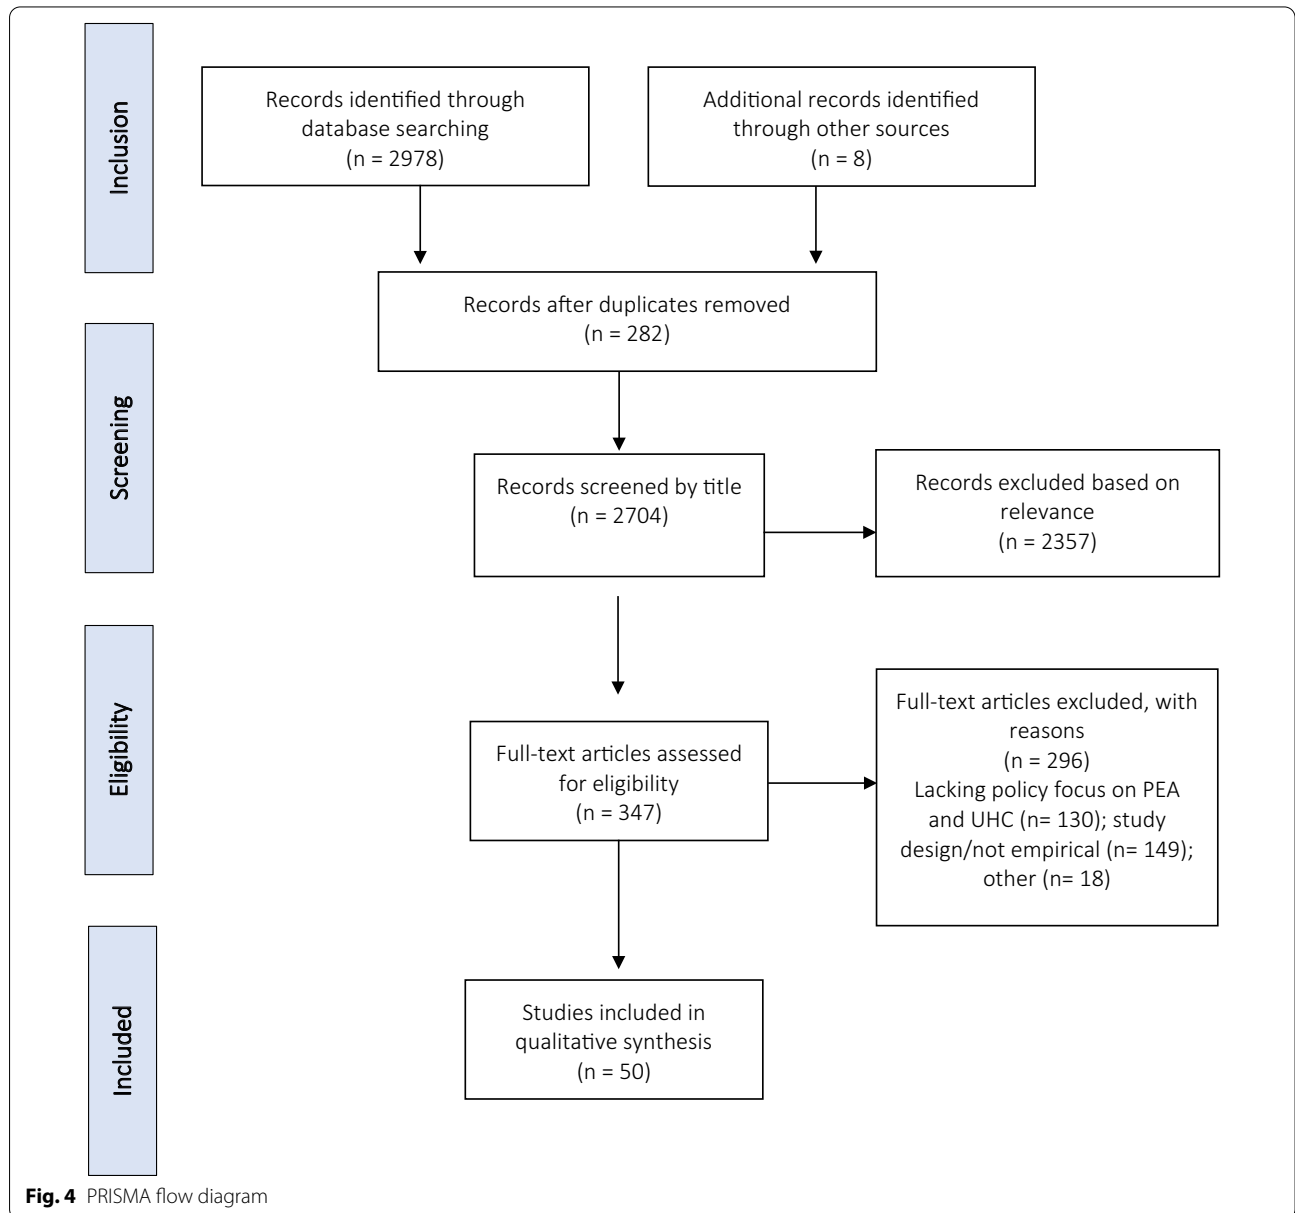 Inclusion
Records identified through
database searching
(n = 2978)
Additional records identified
through other sources
(n = 8)
Records after duplicates removed
(n = 282)
Screening
Records screened by title
(n = 2704)
Records excluded based on
relevance
(n = 2357)
Eligibility
Full-text articles assessed
for eligibility
(n = 347)
Full-text articles excluded, with
reasons
(n = 296)
Lacking policy focus on PEA
and UHC (n= 130); study
design/not empirical (n= 149);
other (n= 18)
Included
Studies included in
qualitative synthesis
(n = 50)
Fig. 4 PRISMA flow diagram